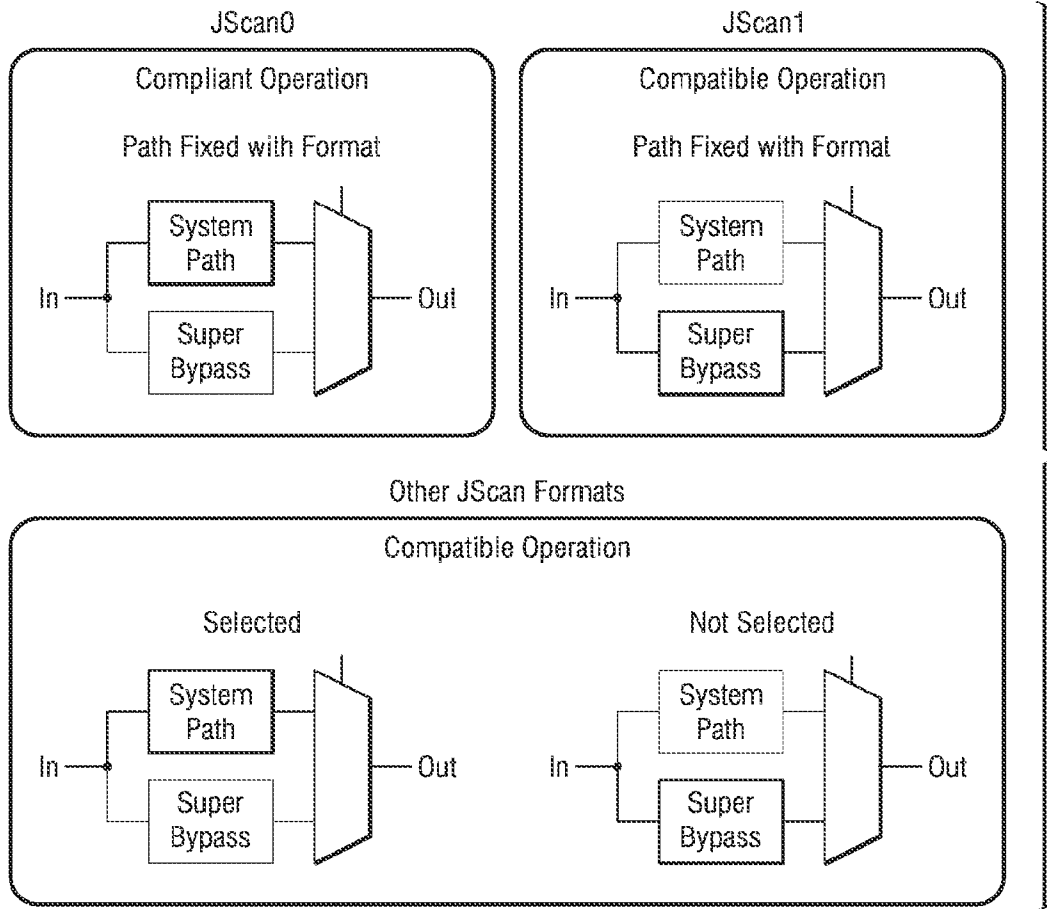 JScan0
Compliant Operation
Path Fixed with Format
System
Path
In
Out
Super
Bypass
JScan1
Compatible Operation
Path Fixed with Format
System
Path
In
Out
Super
Bypass
Other JScan Formats
Compatible Operation
Selected
System
Path
In
Out
Super
Bypass
Not Selected
System
Path
In
Out
Super
Bypass